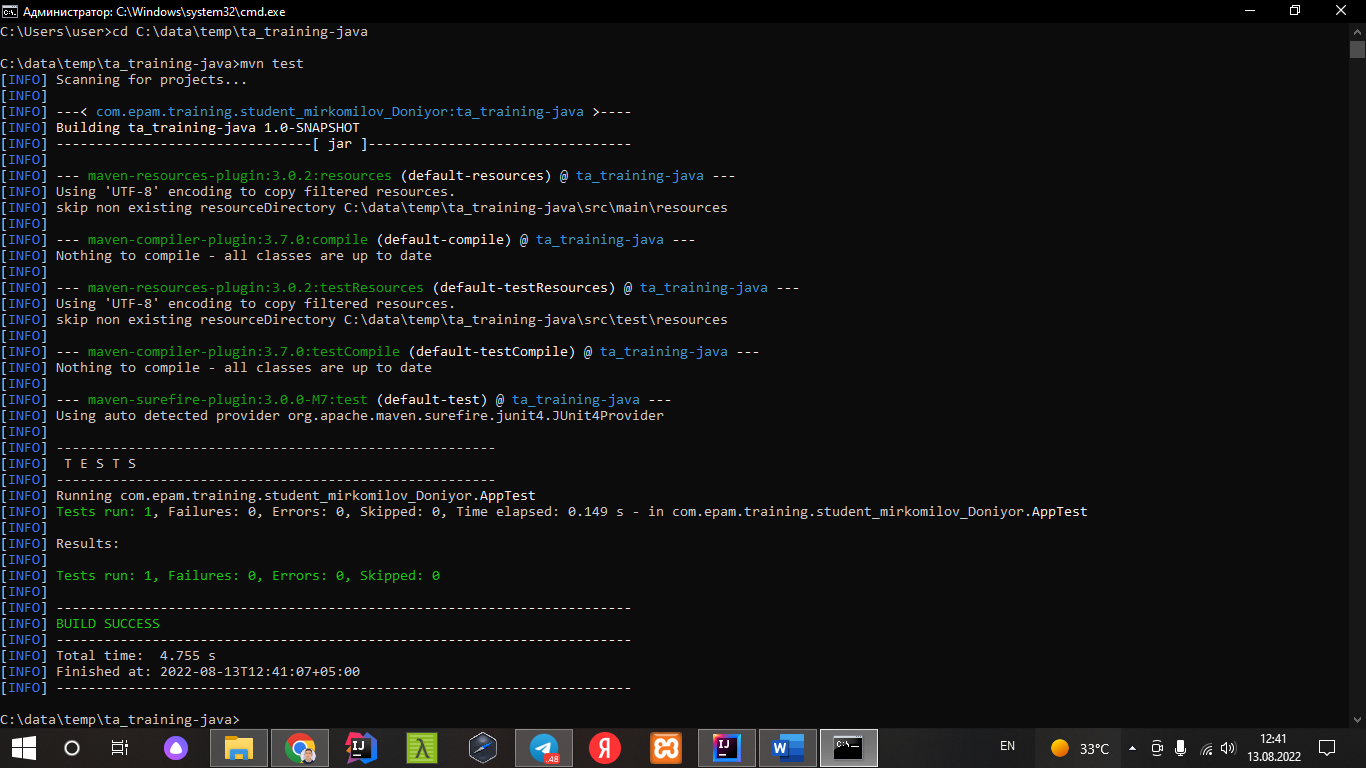 Администратор: C:\Windows\system32\cmd.exe
C:\Users\user>cd C:\data\temp\ta_training-java
C:\data\temp\ta_training-java>mvn test
[INFO] Scanning for projects...
[INFO]
[INFO] ---< com.epam.training.student_mirkomilov_Doniyor:ta_training-java >----
[INFO] Building ta_training-java 1.0-SNAPSHOT
[INFO] --------------------------------[ jar ]---------------------------------
[INFO]
[INFO] --- maven-resources-plugin:3.0.2:resources (default-resources) @ ta_training-java ---
[INFO] Using 'UTF-8' encoding to copy filtered resources.
[INFO] skip non existing resourceDirectory C:\data\temp\ta_training-java\src\main\resources
[INFO]
[INFO] --- maven-compiler-plugin:3.7.0:compile (default-compile) @ ta_training-java ---
[INFO] Nothing to compile - all classes are up to date
[INFO]
[INFO] --- maven-resources-plugin:3.0.2:testResources (default-testResources) @ ta_training-java ---
[INFO] Using 'UTF-8' encoding to copy filtered resources.
[INFO] skip non existing resourceDirectory C:\data\temp\ta_training-java\src\test\resources
[INFO]
[INFO] --- maven-compiler-plugin:3.7.0:testCompile (default-testCompile) @ ta_training-java ---
[INFO] Nothing to compile - all classes are up to date
[INFO]
[INFO] --- maven-surefire-plugin:3.0.0-M7:test (default-test) @ ta_training-java ---
[INFO] Using auto detected provider org.apache.maven.surefire.junit4.JUnit4Provider
[INFO]
[INFO] -------------------------------------------------------
[INFO]  T E S T S
[INFO] -------------------------------------------------------
[INFO] Running com.epam.training.student_mirkomilov_Doniyor.AppTest
[INFO] Tests run: 1, Failures: 0, Errors: 0, Skipped: 0, Time elapsed: 0.149 s - in com.epam.training.student_mirkomilov_Doniyor.AppTest
[INFO]
[INFO] Results:
[INFO]
[INFO] Tests run: 1, Failures: 0, Errors: 0, Skipped: 0
[INFO]
[INFO] ------------------------------------------------------------------------
[INFO] BUILD SUCCESS
[INFO] ------------------------------------------------------------------------
[INFO] Total time:  4.755 s
[INFO] Finished at: 2022-08-13T12:41:07+05:00
[INFO] ------------------------------------------------------------------------
C:\data\temp\ta_training-java>
EN
33°C
12:41
13.08.2022